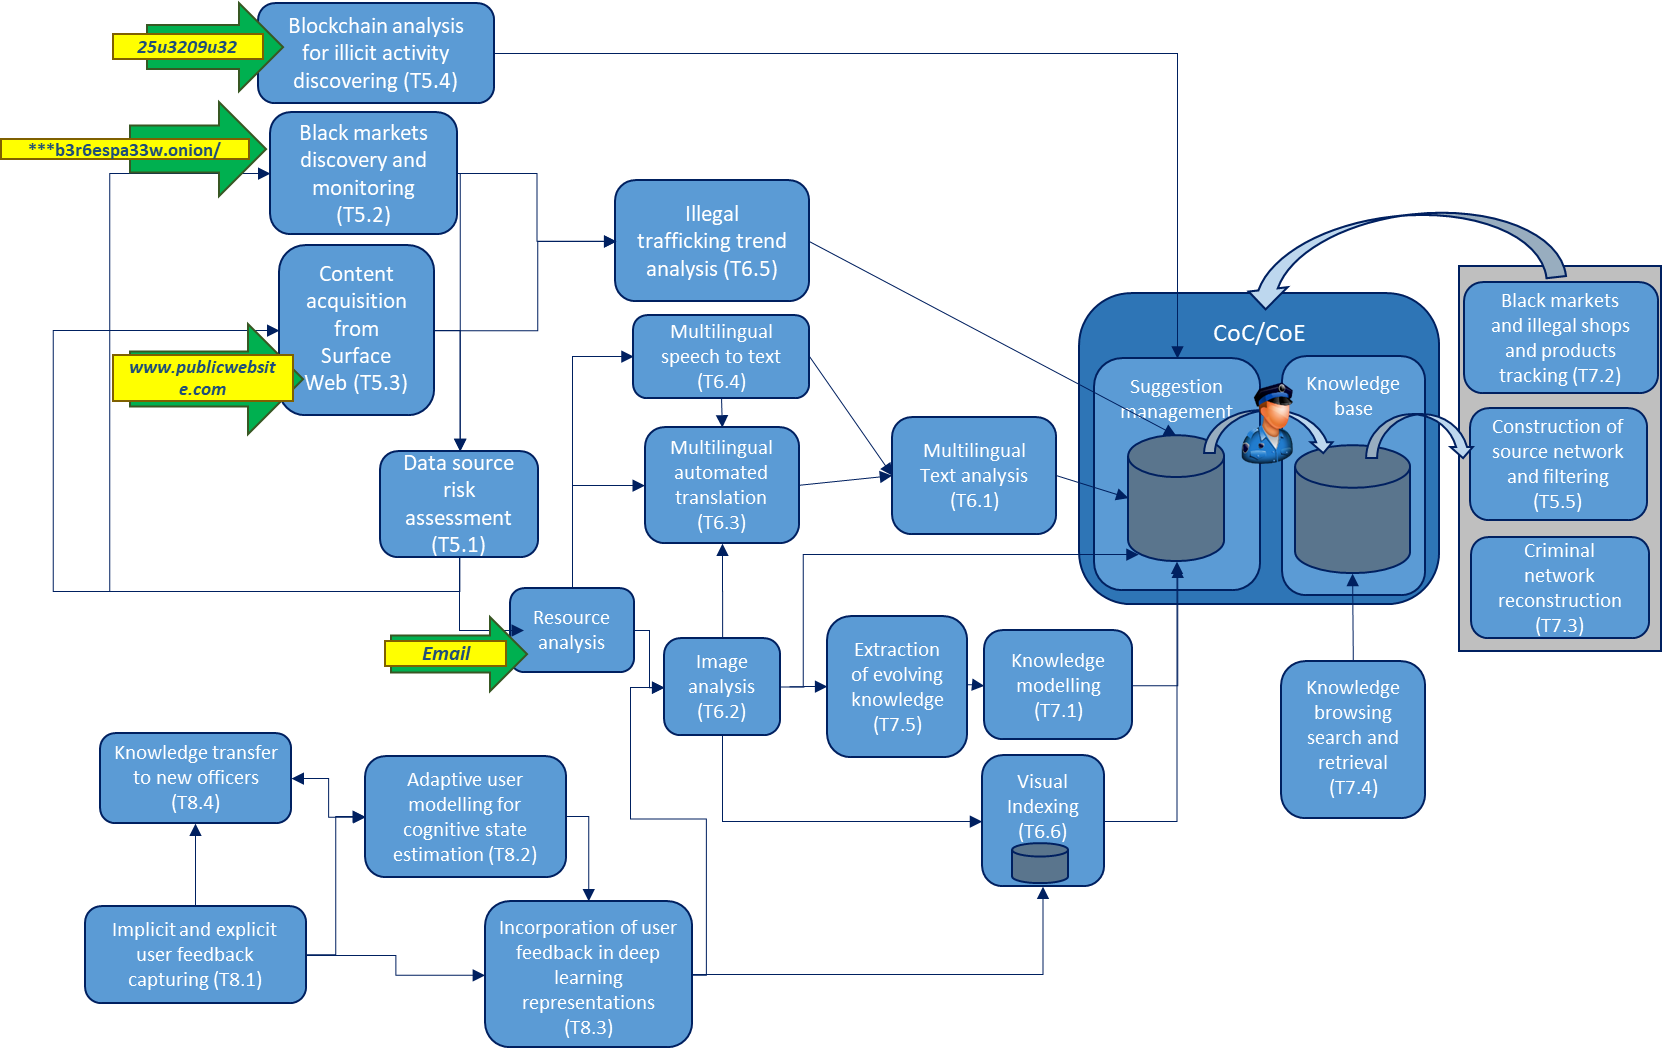 25u3209u32
Blockchain analysis
for illicit activity
discovering (T5.4)
***b3r6espa33w.onion/
Black markets
discovery and
monitoring
(T5.2)
Content
acquisition
from
Surface
Web (T5.3)
www.publicwebsit
e.com
Illegal
trafficking trend
analysis (T6.5)
Multilingual
speech to text
(T6.4)
Multilingual
automated
translation
(T6.3)
Multilingual
Text analysis
(T6.1)
Data source
risk
assessment
(T5.1)
Resource
analysis
Email
Image
analysis
(T6.2)
Extraction
of evolving
knowledge
(T7.5)
Knowledge
modelling
(T7.1)
Visual
Indexing
(T6.6)
CoC/CoE
Suggestion
management
Knowledge
base
Black markets
and illegal shops
and products
tracking (T7.2)
Construction of
source network
and filtering
(T5.5)
Criminal
network
reconstruction
(T7.3)
Knowledge
browsing
search and
retrieval
(T7.4)
Knowledge transfer
to new officers
(T8.4)
Adaptive user
modelling for
cognitive state
estimation (T8.2)
Implicit and explicit
user feedback
capturing (T8.1)
Incorporation of user
feedback in deep
learning
representations
(T8.3)